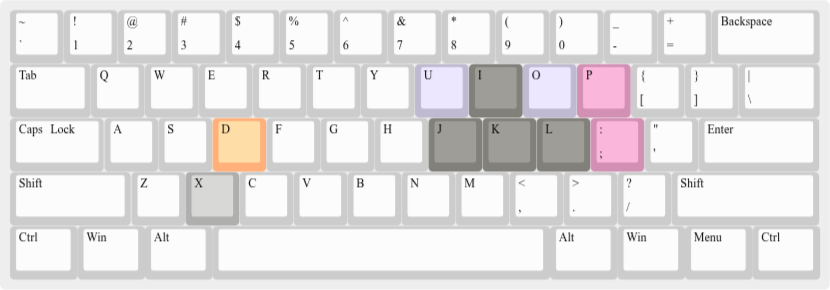 ~ ! @ # $ % ^ & * ( ) _ + Backspace
` 1 2 3 4 5 6 7 8 9 0 - =
Tab Q W E R T Y U I O P { } |
[ ] \
Caps Lock A S D F G H J K L : " Enter
; '
Shift Z X C V B N M < > ? Shift
, . /
Ctrl Win Alt Alt Win Menu Ctrl